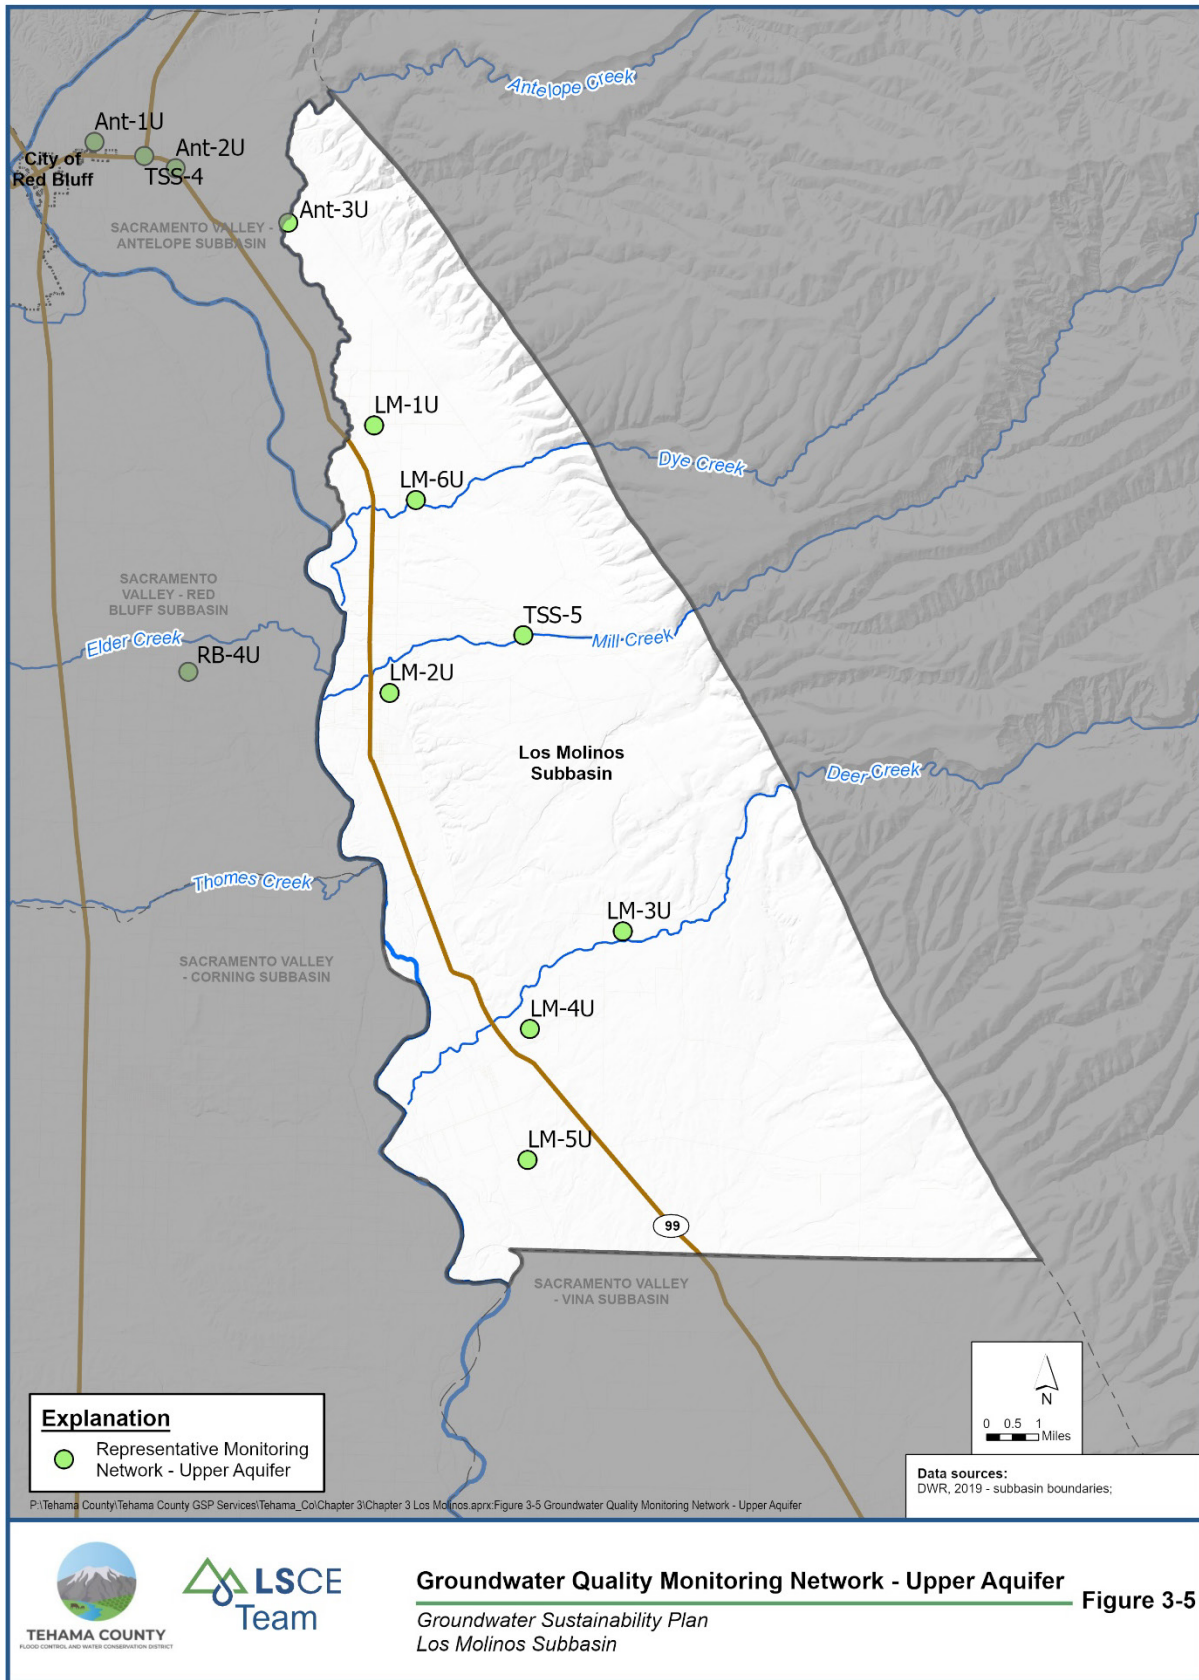 Antelope Creek
Ant-1U
Ant-2U
City of
Red Bluff
TSS-4
Ant-3U
SACRAMENTO VALLEY -
ANTELOPE SUBBASIN
LM-1U
Dye Creek
LM-6U
SACRAMENTO
VALLEY - RED
BLUFF SUBBASIN
TSS-5
Elder Creek
Mill Creek
RB-4U
LM-2U
Los Molinos
Subbasin
Deer Creek
Thomes Creek
LM-3U
SACRAMENTO VALLEY
- CORNING SUBBASIN
LM-4U
LM-5U
99
SACRAMENTO VALLEY
- VINA SUBBASIN
N
0 0.5 1
Miles
Explanation
Representative Monitoring
Network - Upper Aquifer
Data sources:
DWR, 2019 - subbasin boundaries;
P:\Tehama County\Tehama County GSP Services\Tehama_Co\Chapter 3\Chapter 3 Los Molinos.aprx:Figure 3-5 Groundwater Quality Monitoring Network - Upper Aquifer
TEHAMA COUNTY
FLOOD CONTROL AND WATER CONSERVATION DISTRICT
LSCE
Team
Groundwater Quality Monitoring Network - Upper Aquifer
Figure 3-5
Groundwater Sustainability Plan
Los Molinos Subbasin